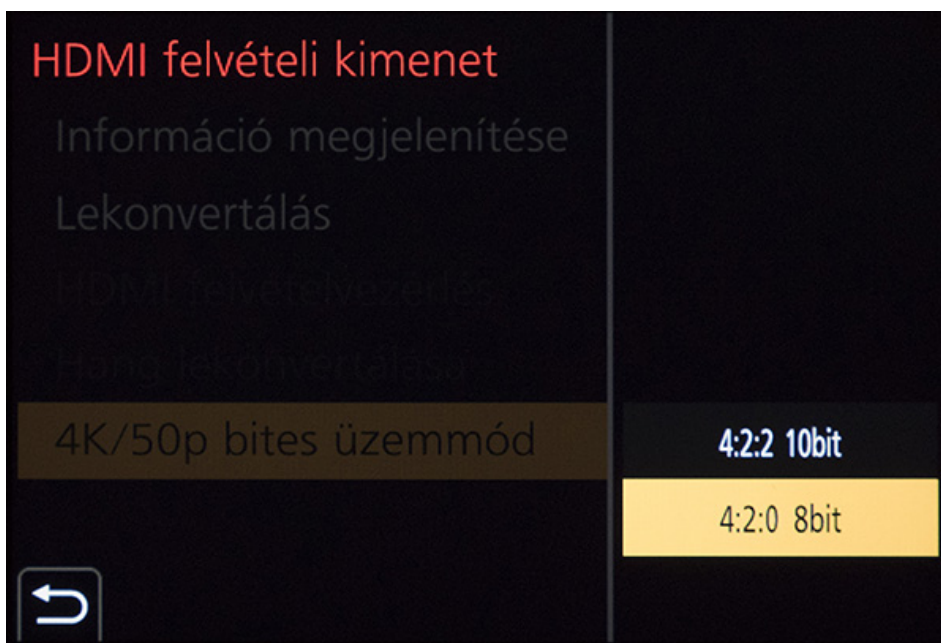 HDMI felvételi kimenet
Információ megjelenítése
Lekonvertálás
HDMI felvételvezérlés
Hang lekonvertálása
4K/50p bites üzemmód
4:2:2 10bit
4:2:0 8bit